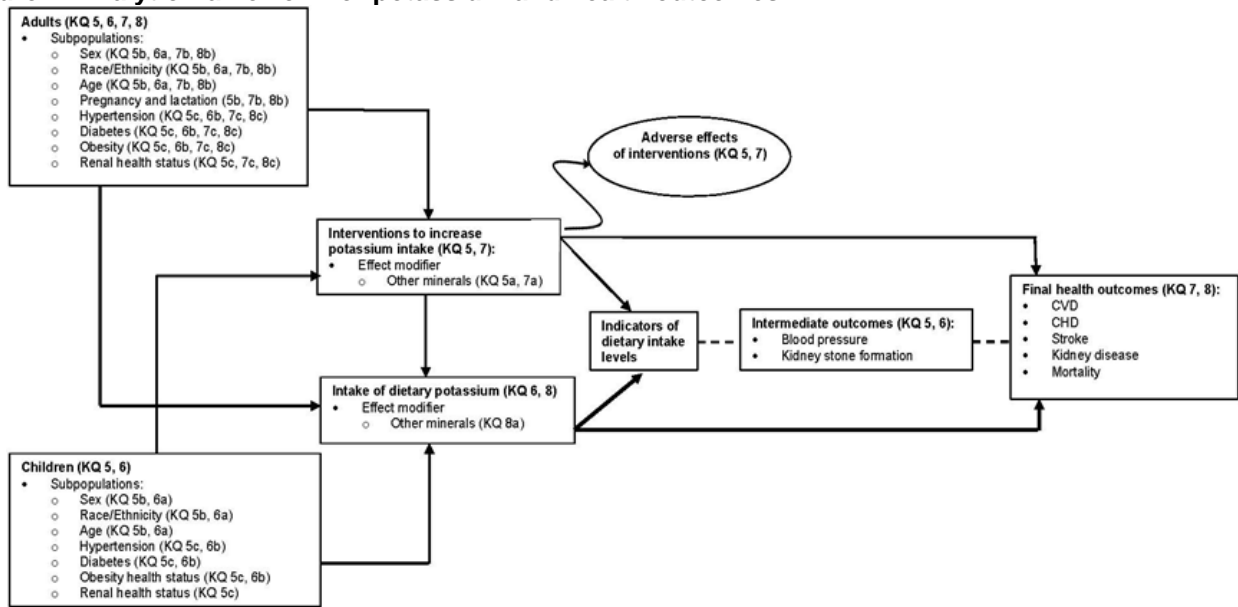 Adults (KQ 5, 6, 7, 8)
• Subpopulations:
○ Sex (KQ 5b, 6a, 7b, 8b)
○ Race/Ethnicity (KQ 5b, 6a, 7b, 8b)
○ Age (KQ 5b, 6a, 7b, 8b)
○ Pregnancy and lactation (5b, 7b, 8b)
○ Hypertension (KQ 5c, 6b, 7c, 8c)
○ Diabetes (KQ 5c, 6b, 7c, 8c)
○ Obesity (KQ 5c, 6b, 7c, 8c)
○ Renal health status (KQ 5c, 7c, 8c)
Adverse effects
of interventions (KQ 5, 7)
Interventions to increase
potassium intake (KQ 5, 7):
• Effect modifier
○ Other minerals (KQ 5a, 7a)
Indicators of
dietary intake
levels
Intermediate outcomes (KQ 5, 6):
• Blood pressure
• Kidney stone formation
Final health outcomes (KQ 7, 8):
• CVD
• CHD
• Stroke
• Kidney disease
• Mortality
Intake of dietary potassium (KQ 6, 8)
• Effect modifier
○ Other minerals (KQ 8a)
Children (KQ 5, 6)
• Subpopulations:
○ Sex (KQ 5b, 6a)
○ Race/Ethnicity (KQ 5b, 6a)
○ Age (KQ 5b, 6a)
○ Hypertension (KQ 5c, 6b)
○ Diabetes (KQ 5c, 6b)
○ Obesity health status (KQ 5c, 6b)
○ Renal health status (KQ 5c)